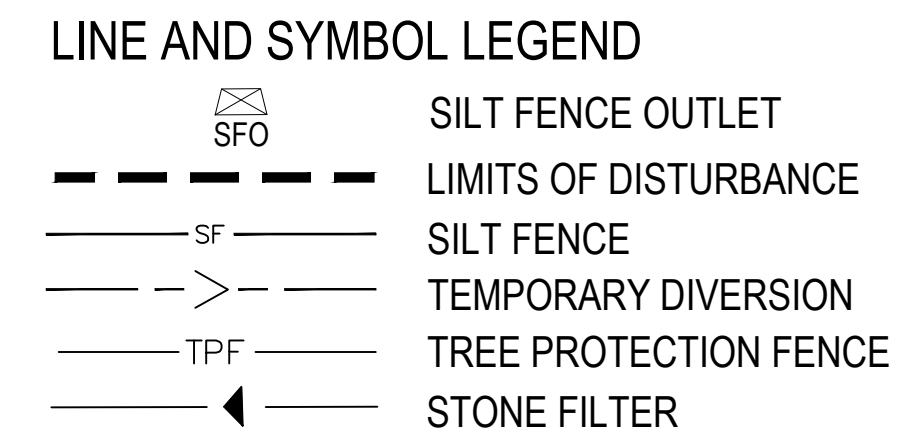 LINE AND SYMBOL LEGEND
SFO SILT FENCE OUTLET
LIMITS OF DISTURBANCE
SF SILT FENCE
TEMPORARY DIVERSION
TPF TREE PROTECTION FENCE
STONE FILTER